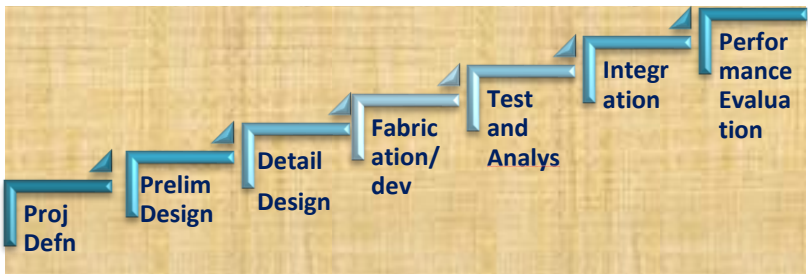 Proj
Defn
Prelim
Design
Detail
Design
Fabric
ation/
dev
Test
and
Analys
Integr
ation
Perfor
mance
Evalua
tion